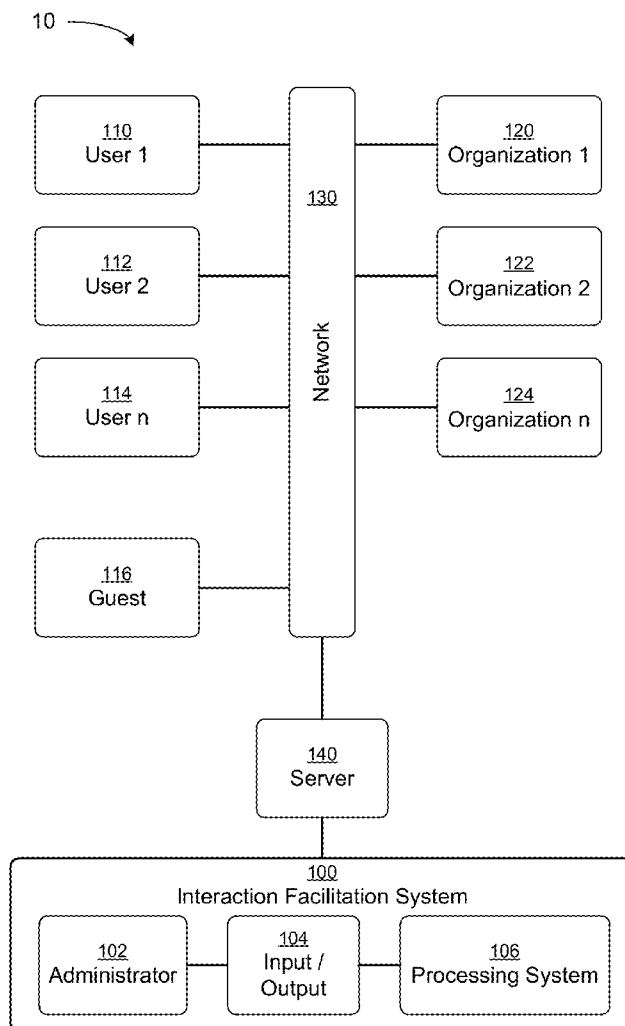 10
110
User 1
120
Organization 1
130
Network
112
User 2
122
Organization 2
114
User n
124
Organization n
116
Guest
140
Server
100
Interaction Facilitation System
102
Administrator
104
Input /
Output
106
Processing System